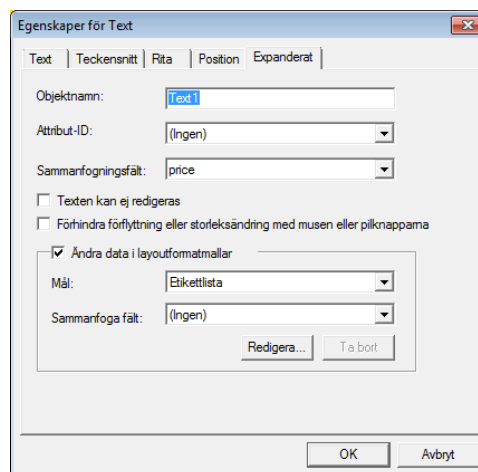 Egenskaper för Text
Text Teckensnitt Rita Position Expanderat
Objektnamn: Text1
Attribut-ID: (Ingen)
Sammanfogningsfält: price
Texten kan ej redigeras
Förhindra förflyttning eller storleksändring med musen eller pilknapparna
Ändra data i layoutformatmallar
Mål: Etikettlista
Sammanfoga fält: (Ingen)
Redigera... Ta bort
OK Avbryt